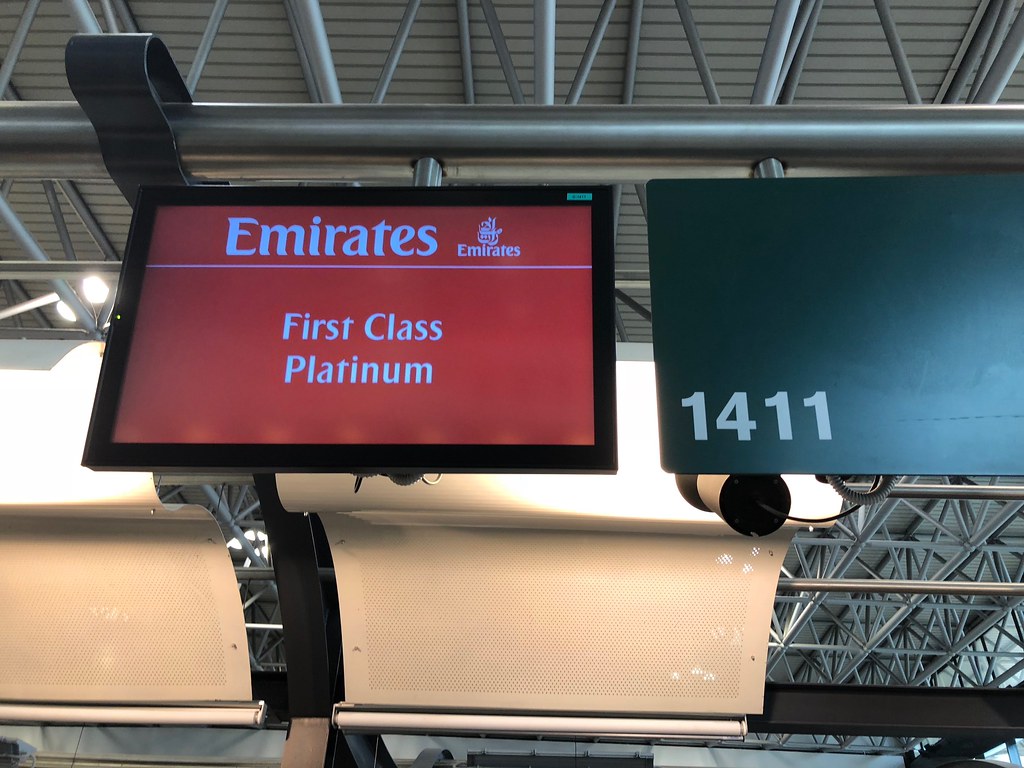 Emirates
Emirates
First Class
Platinum
1411